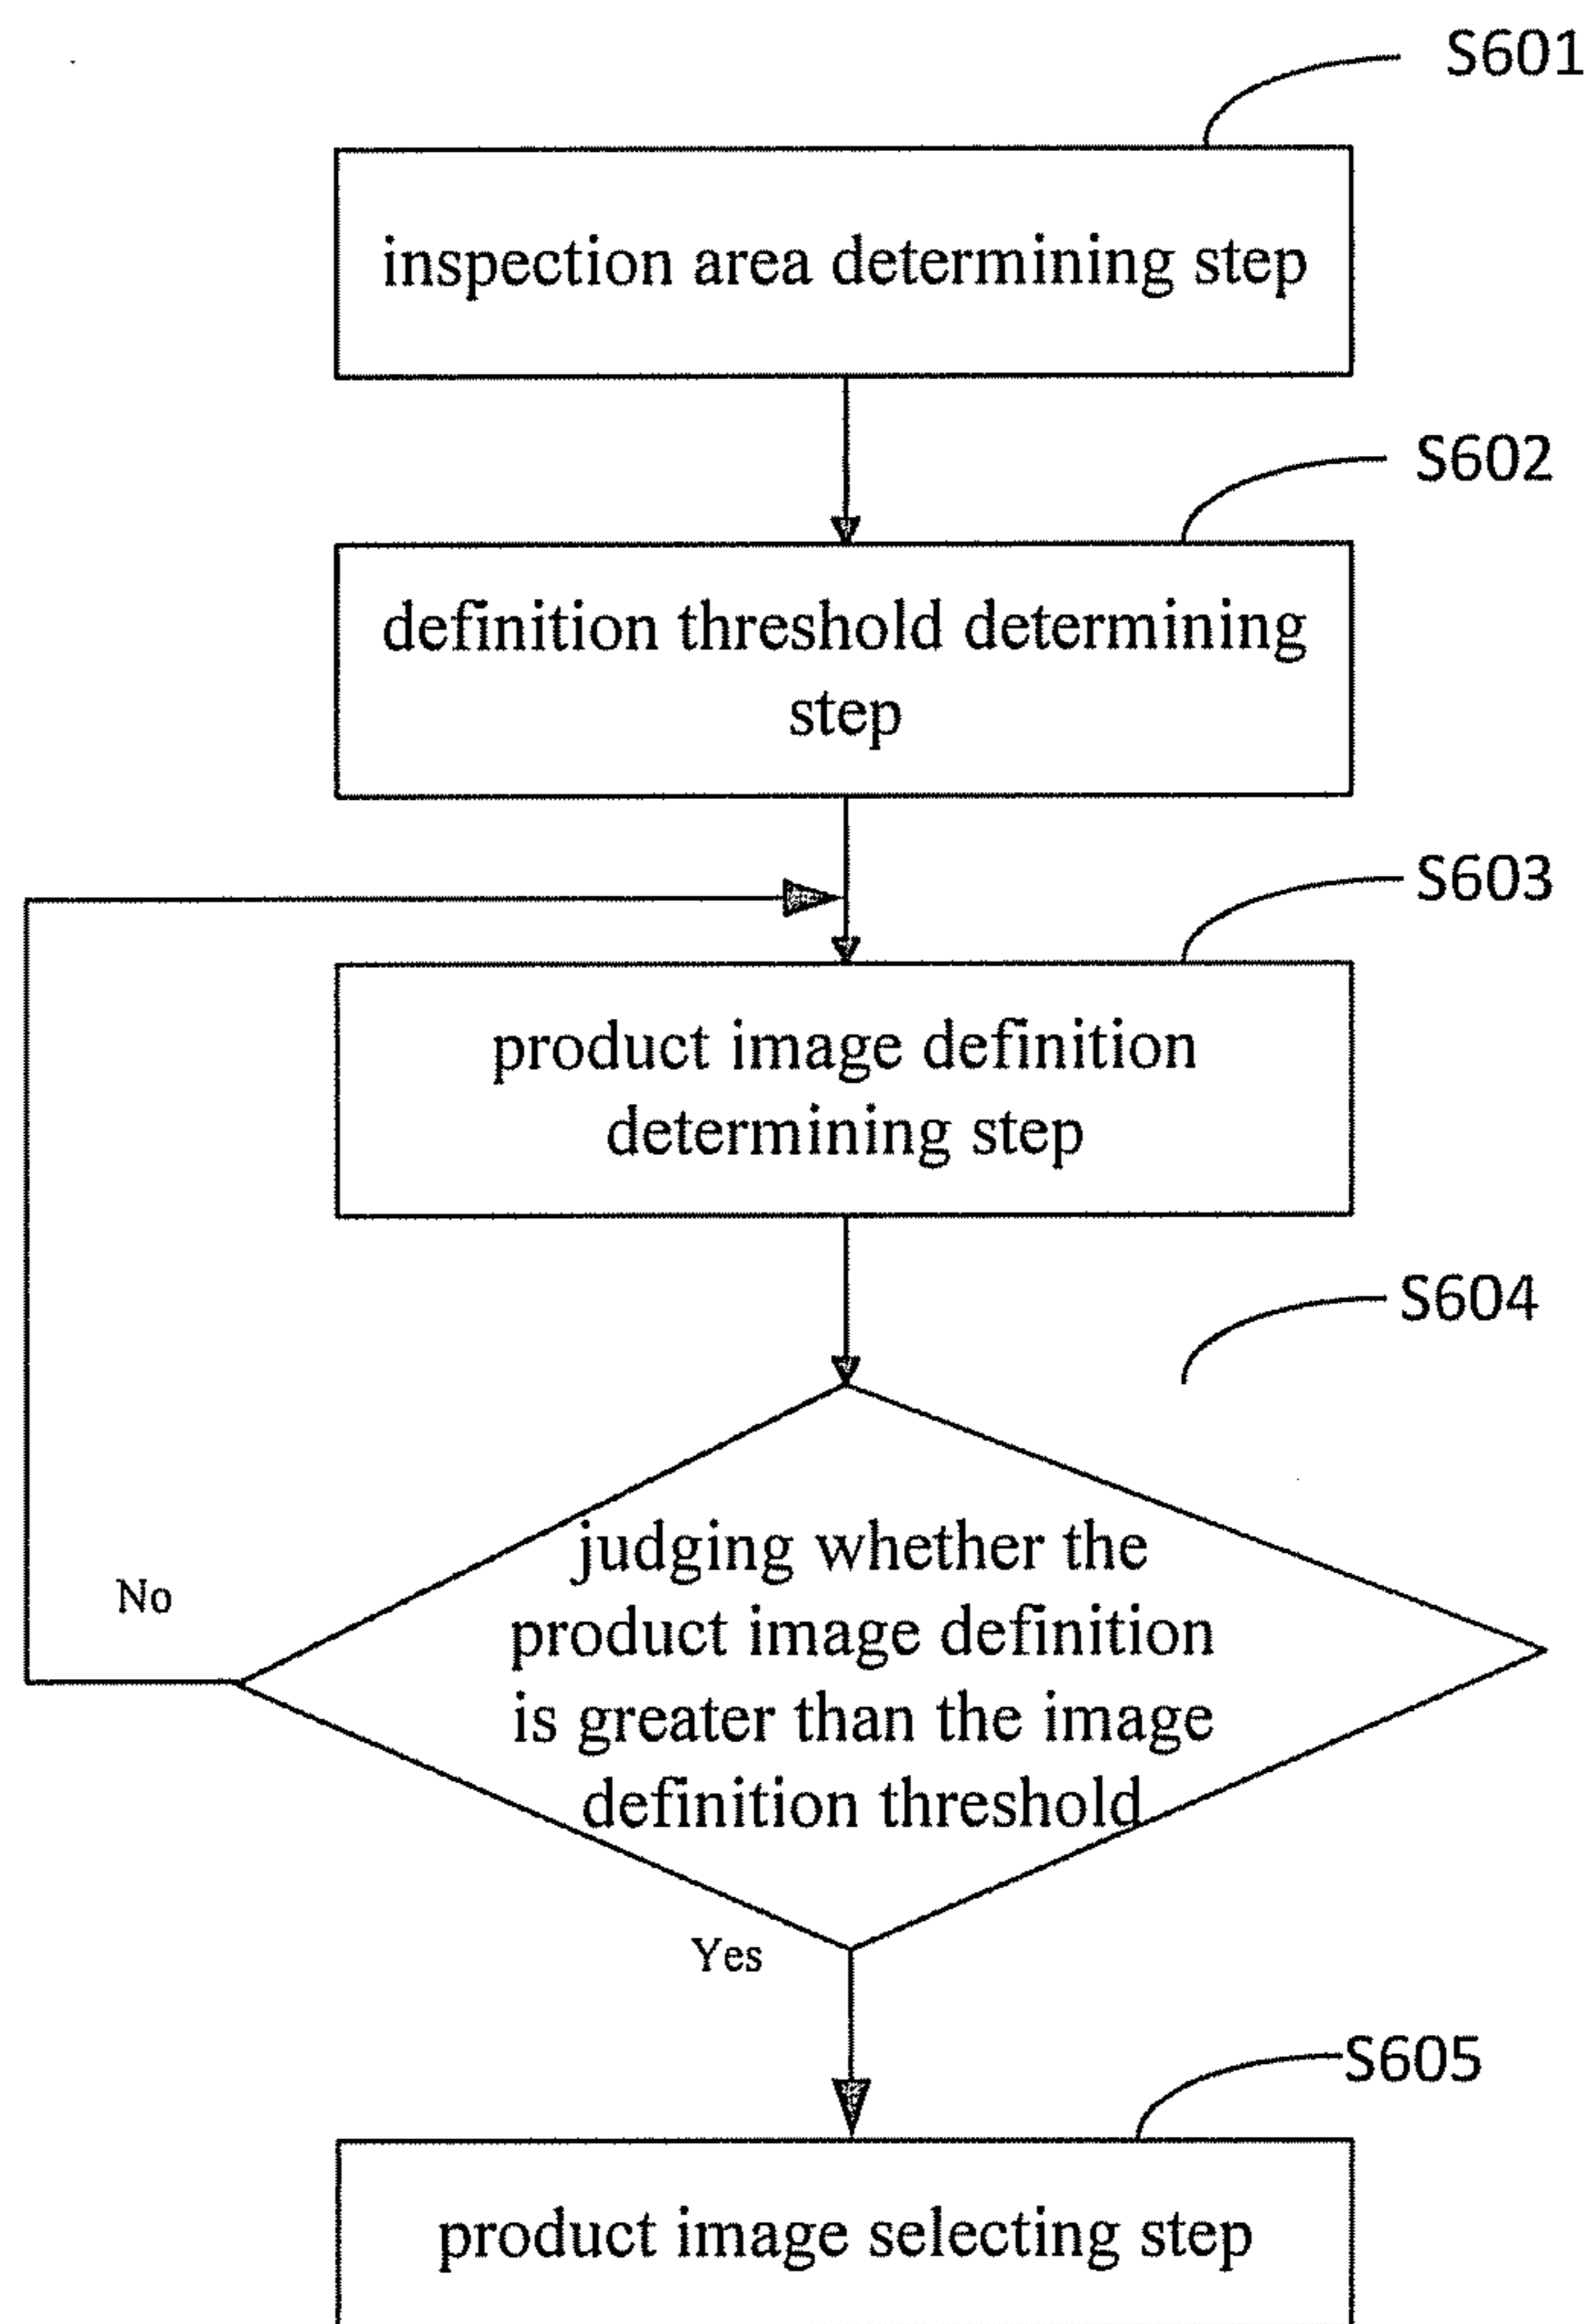 S601
inspection area determining step
S602
definition threshold determining
step
S603
product image definition
determining step
S604
judging whether the
product image definition
is greater than the image
definition threshold
No
Yes
S605
product image selecting step